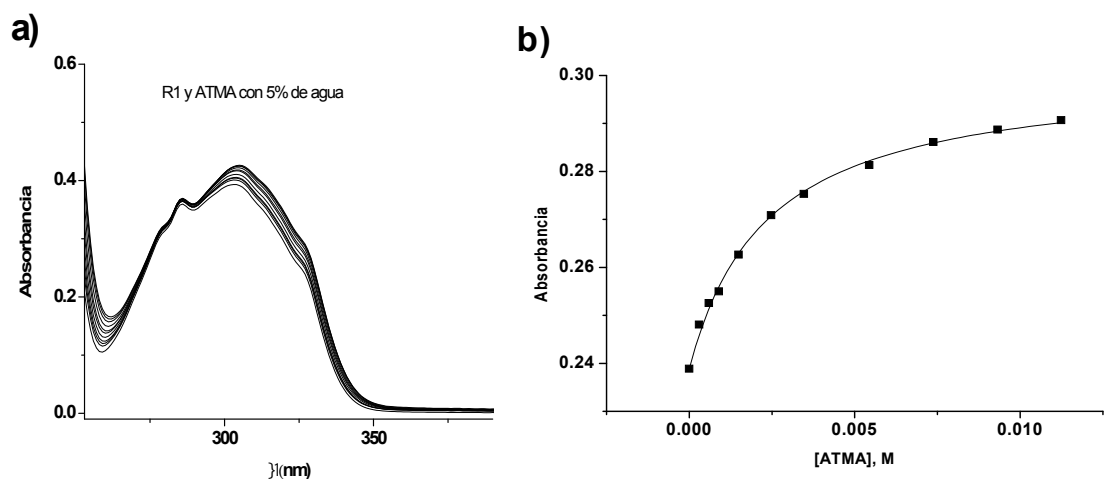 a)
0.6
R1 y ATMA con 5% de agua
0.4
0.2
0.0
Absorbancia
300
350
}l(nm)
b)
0.30
0.28
0.26
0.24
Absorbancia
0.000
0.005
0.010
[ATMA], M